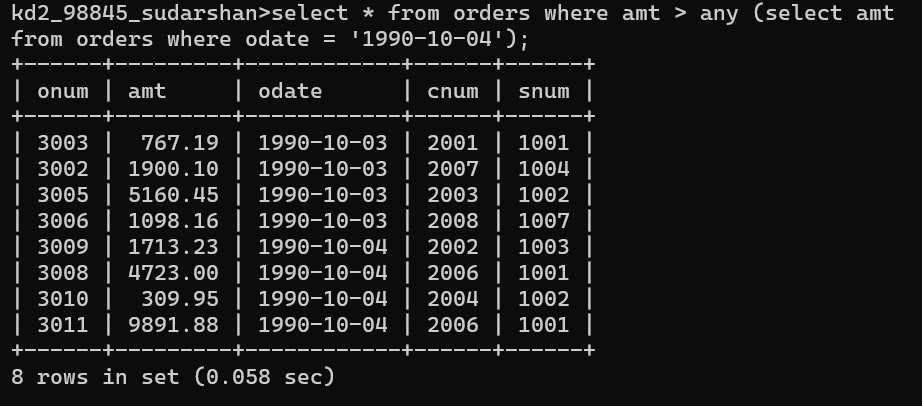 kd2_98845_sudarshan>select * from orders where amt > any (select amt
from orders where odate = '1990-10-04');
+------+---------+------------+------+------+
| onum | amt     | odate      | cnum | snum |
+------+---------+------------+------+------+
| 3003 |  767.19 | 1990-10-03 | 2001 | 1001 |
| 3002 | 1900.10 | 1990-10-03 | 2007 | 1004 |
| 3005 | 5160.45 | 1990-10-03 | 2003 | 1002 |
| 3006 | 1098.16 | 1990-10-03 | 2008 | 1007 |
| 3009 | 1713.23 | 1990-10-04 | 2002 | 1003 |
| 3008 | 4723.00 | 1990-10-04 | 2006 | 1001 |
| 3010 |  309.95 | 1990-10-04 | 2004 | 1002 |
| 3011 | 9891.88 | 1990-10-04 | 2006 | 1001 |
+------+---------+------------+------+------+
8 rows in set (0.058 sec)